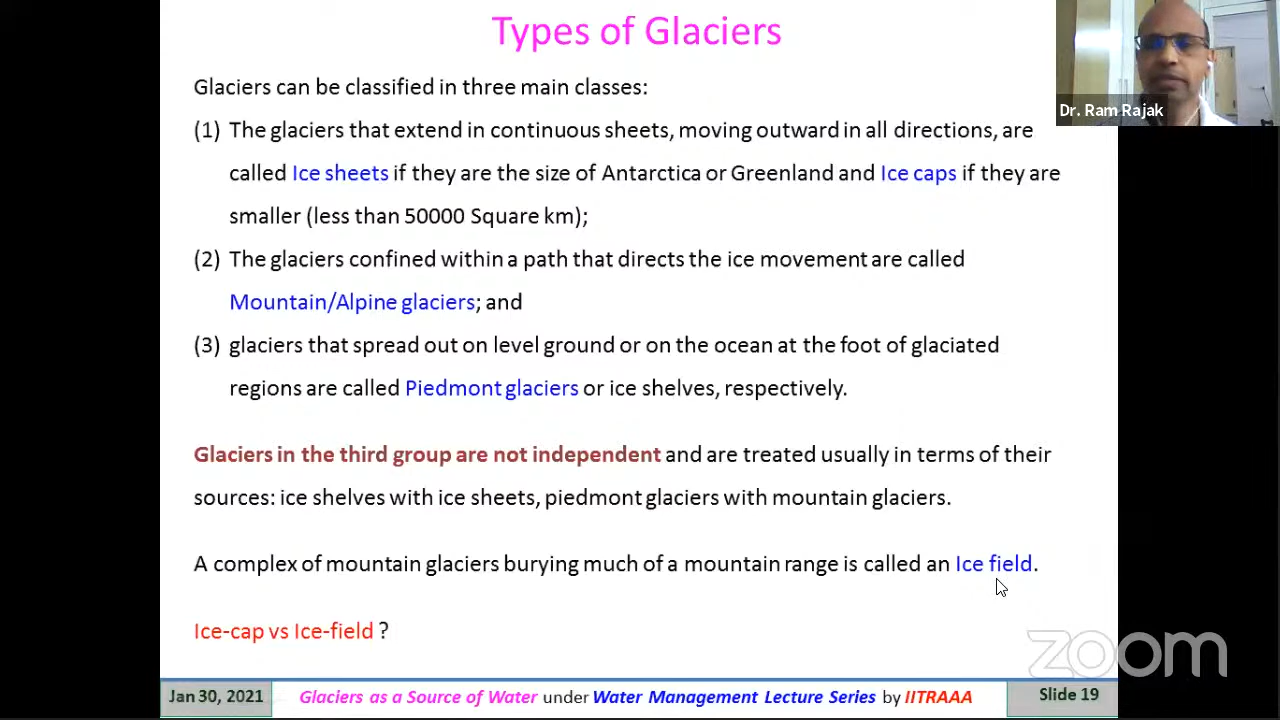 Types of Glaciers
Dr. Ram Rajak
Glaciers can be classified in three main classes:
(1) The glaciers that extend in continuous sheets, moving outward in all directions, are
called Ice sheets if they are the size of Antarctica or Greenland and Ice caps if they are
smaller (less than 50000 Square km);
(2) The glaciers confined within a path that directs the ice movement are called
Mountain/Alpine glaciers; and
(3) glaciers that spread out on level ground or on the ocean at the foot of glaciated
regions are called Piedmont glaciers or ice shelves, respectively.
Glaciers in the third group are not independent and are treated usually in terms of their
sources: ice shelves with ice sheets, piedmont glaciers with mountain glaciers.
A complex of mountain glaciers burying much of a mountain range is called an Ice field.
Ice-cap vs Ice-field ?
zoom
Jan 30, 2021 Glaciers as a Source of Water under Water Management Lecture Series by IITRAAA Slide 19